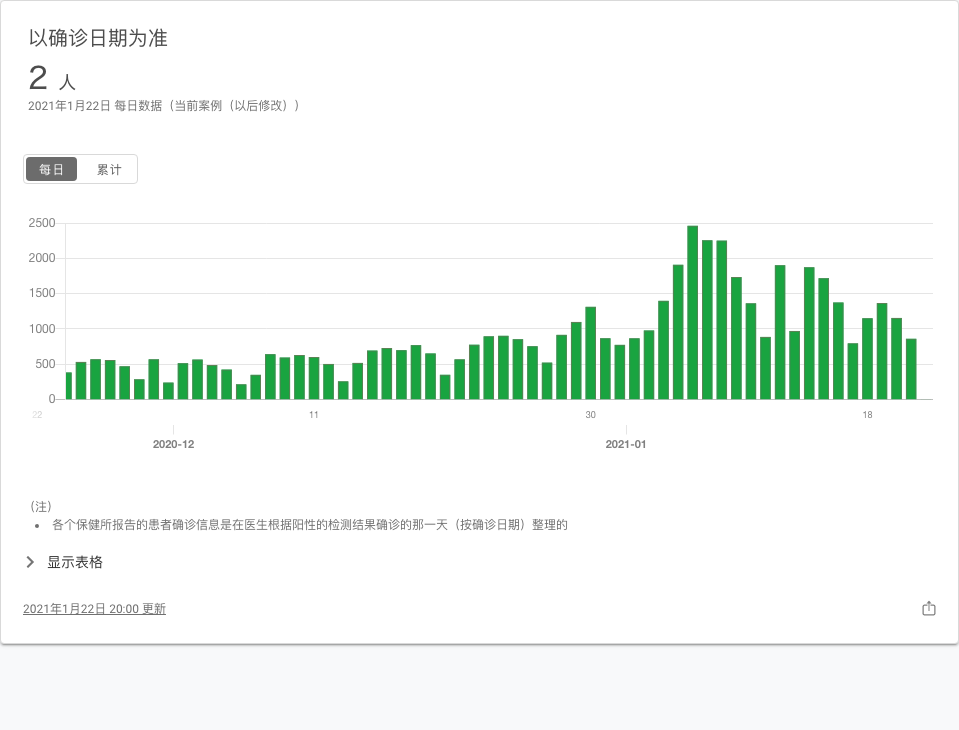 以确诊日期为准
2 人
2021年1月22日 每日数据（当前案例（以后修改））
每日 累计
2500
2000
1500
1000
500
0
22 11 30 18
2020-12 2021-01
（注）
• 各个保健所报告的患者确诊信息是在医生根据阳性的检测结果确诊的那一天（按确诊日期）整理的
显示表格
2021年1月22日 20:00 更新